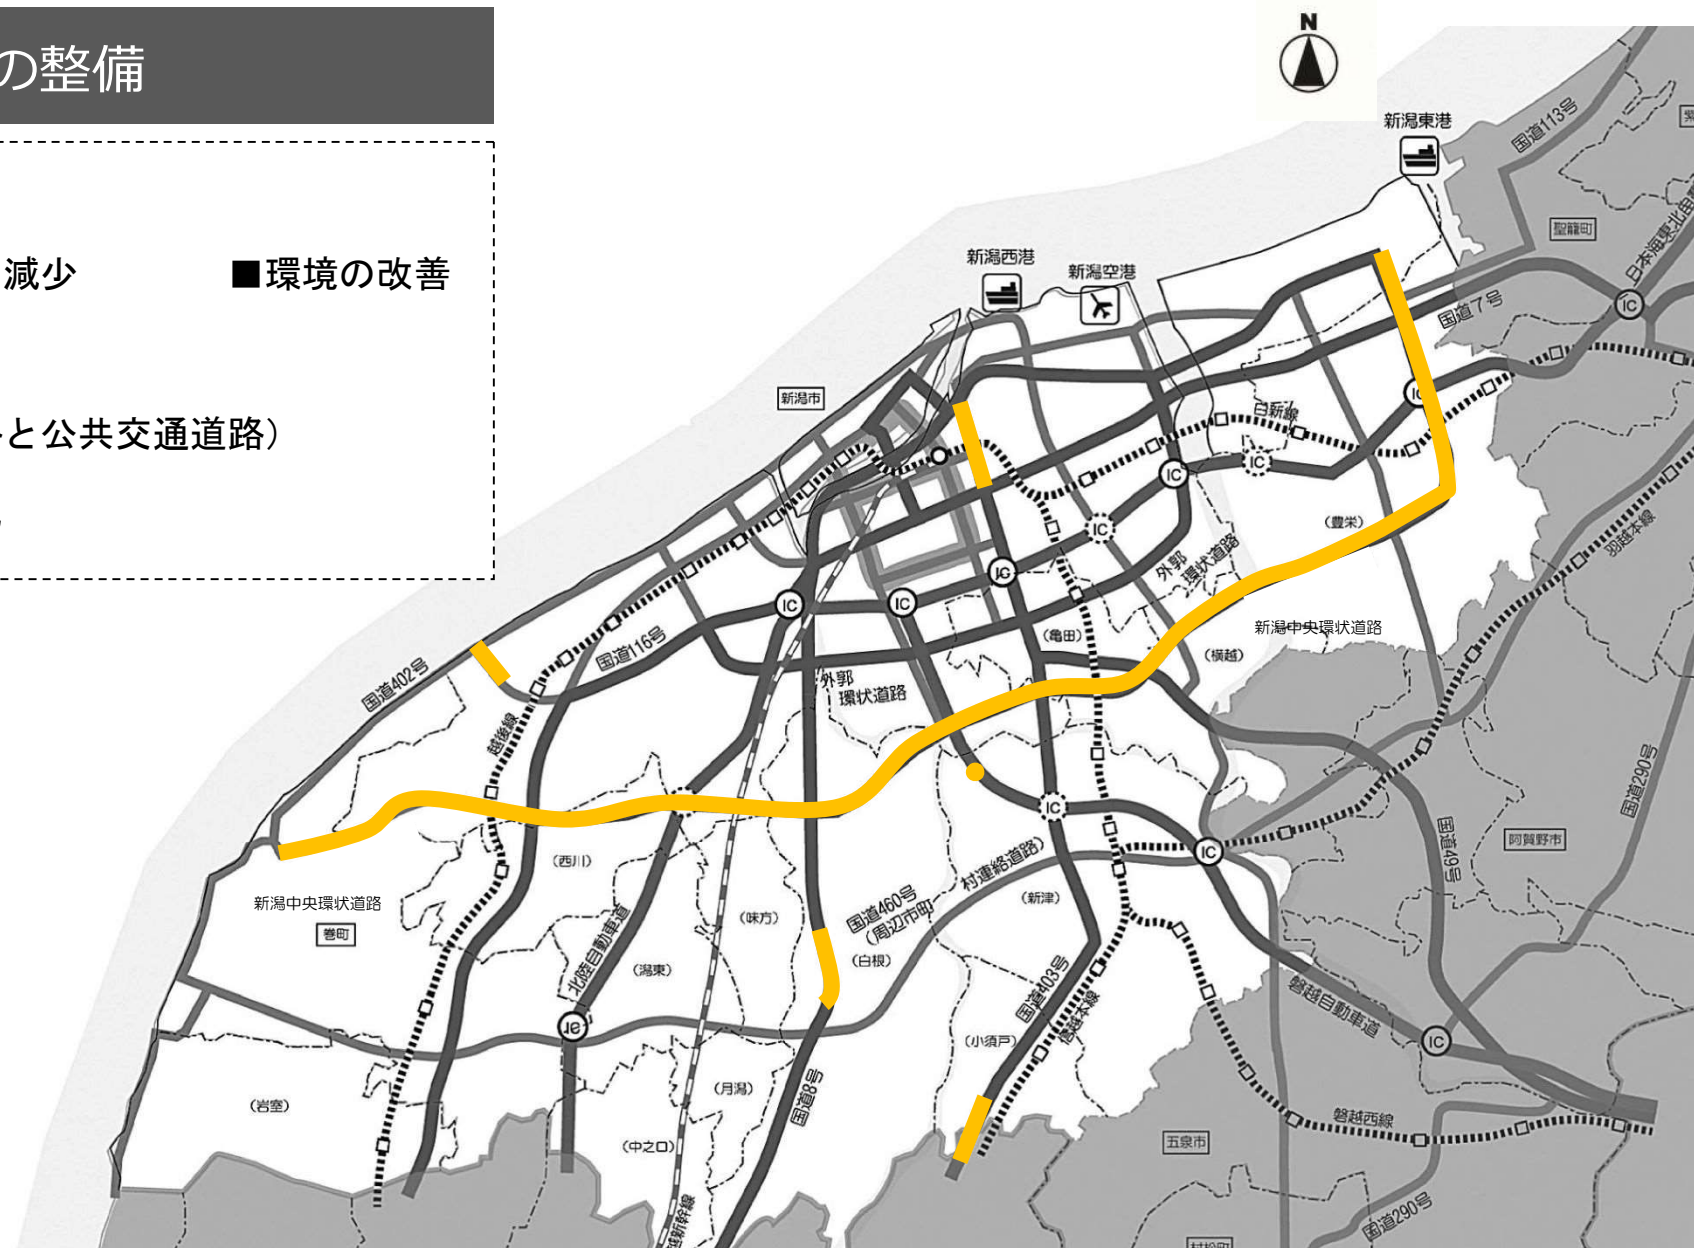 の整備
減少
■環境の改善
と公共交通道路）
N
新潟東港
国道113号
聖籠町
日本海東北自
新潟西港
新潟空港
国道7号
IC
新潟市
白新線
IC
IC
IC
IC
（豊栄）
羽越本線
外郭
環状道路
IC
IC
IC
国道116号
（亀田）
新潟中央環状道路
（横越）
国道402号
外郭
環状道路
越後線
国道290号
IC
IC
国道49号
阿賀野市
（西川）
村連絡道路）
新潟中央環状道路
巻町
（味方）
国道460号
（周辺市町
（新津）
北陸自動車道
（潟東）
（白根）
国道403号
信越本線
磐越自動車道
IC
（小須戸）
IC
（岩室）
（月潟）
国道8号
（中之口）
磐越西線
五泉市
国道290号
越新幹線
村松町